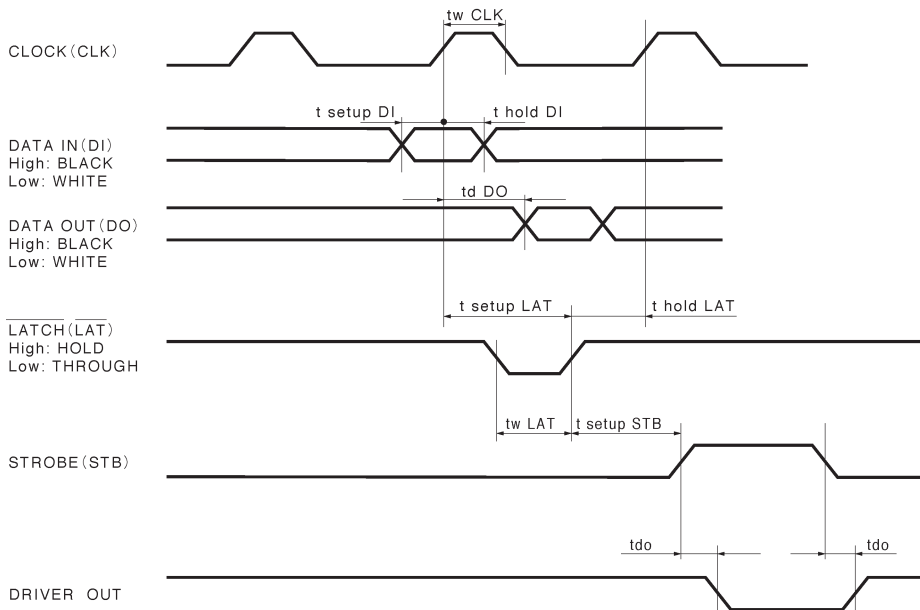 tw CLK
CLOCK(CLK)
t setup DI
t hold DI
DATA IN(DI)
High: BLACK
Low: WHITE
td DO
DATA OUT(DO)
High: BLACK
Low: WHITE
t setup LAT
t hold LAT
LATCH(LAT)
High: HOLD
Low: THROUGH
tw LAT
t setup STB
STROBE(STB)
tdo
tdo
DRIVER OUT